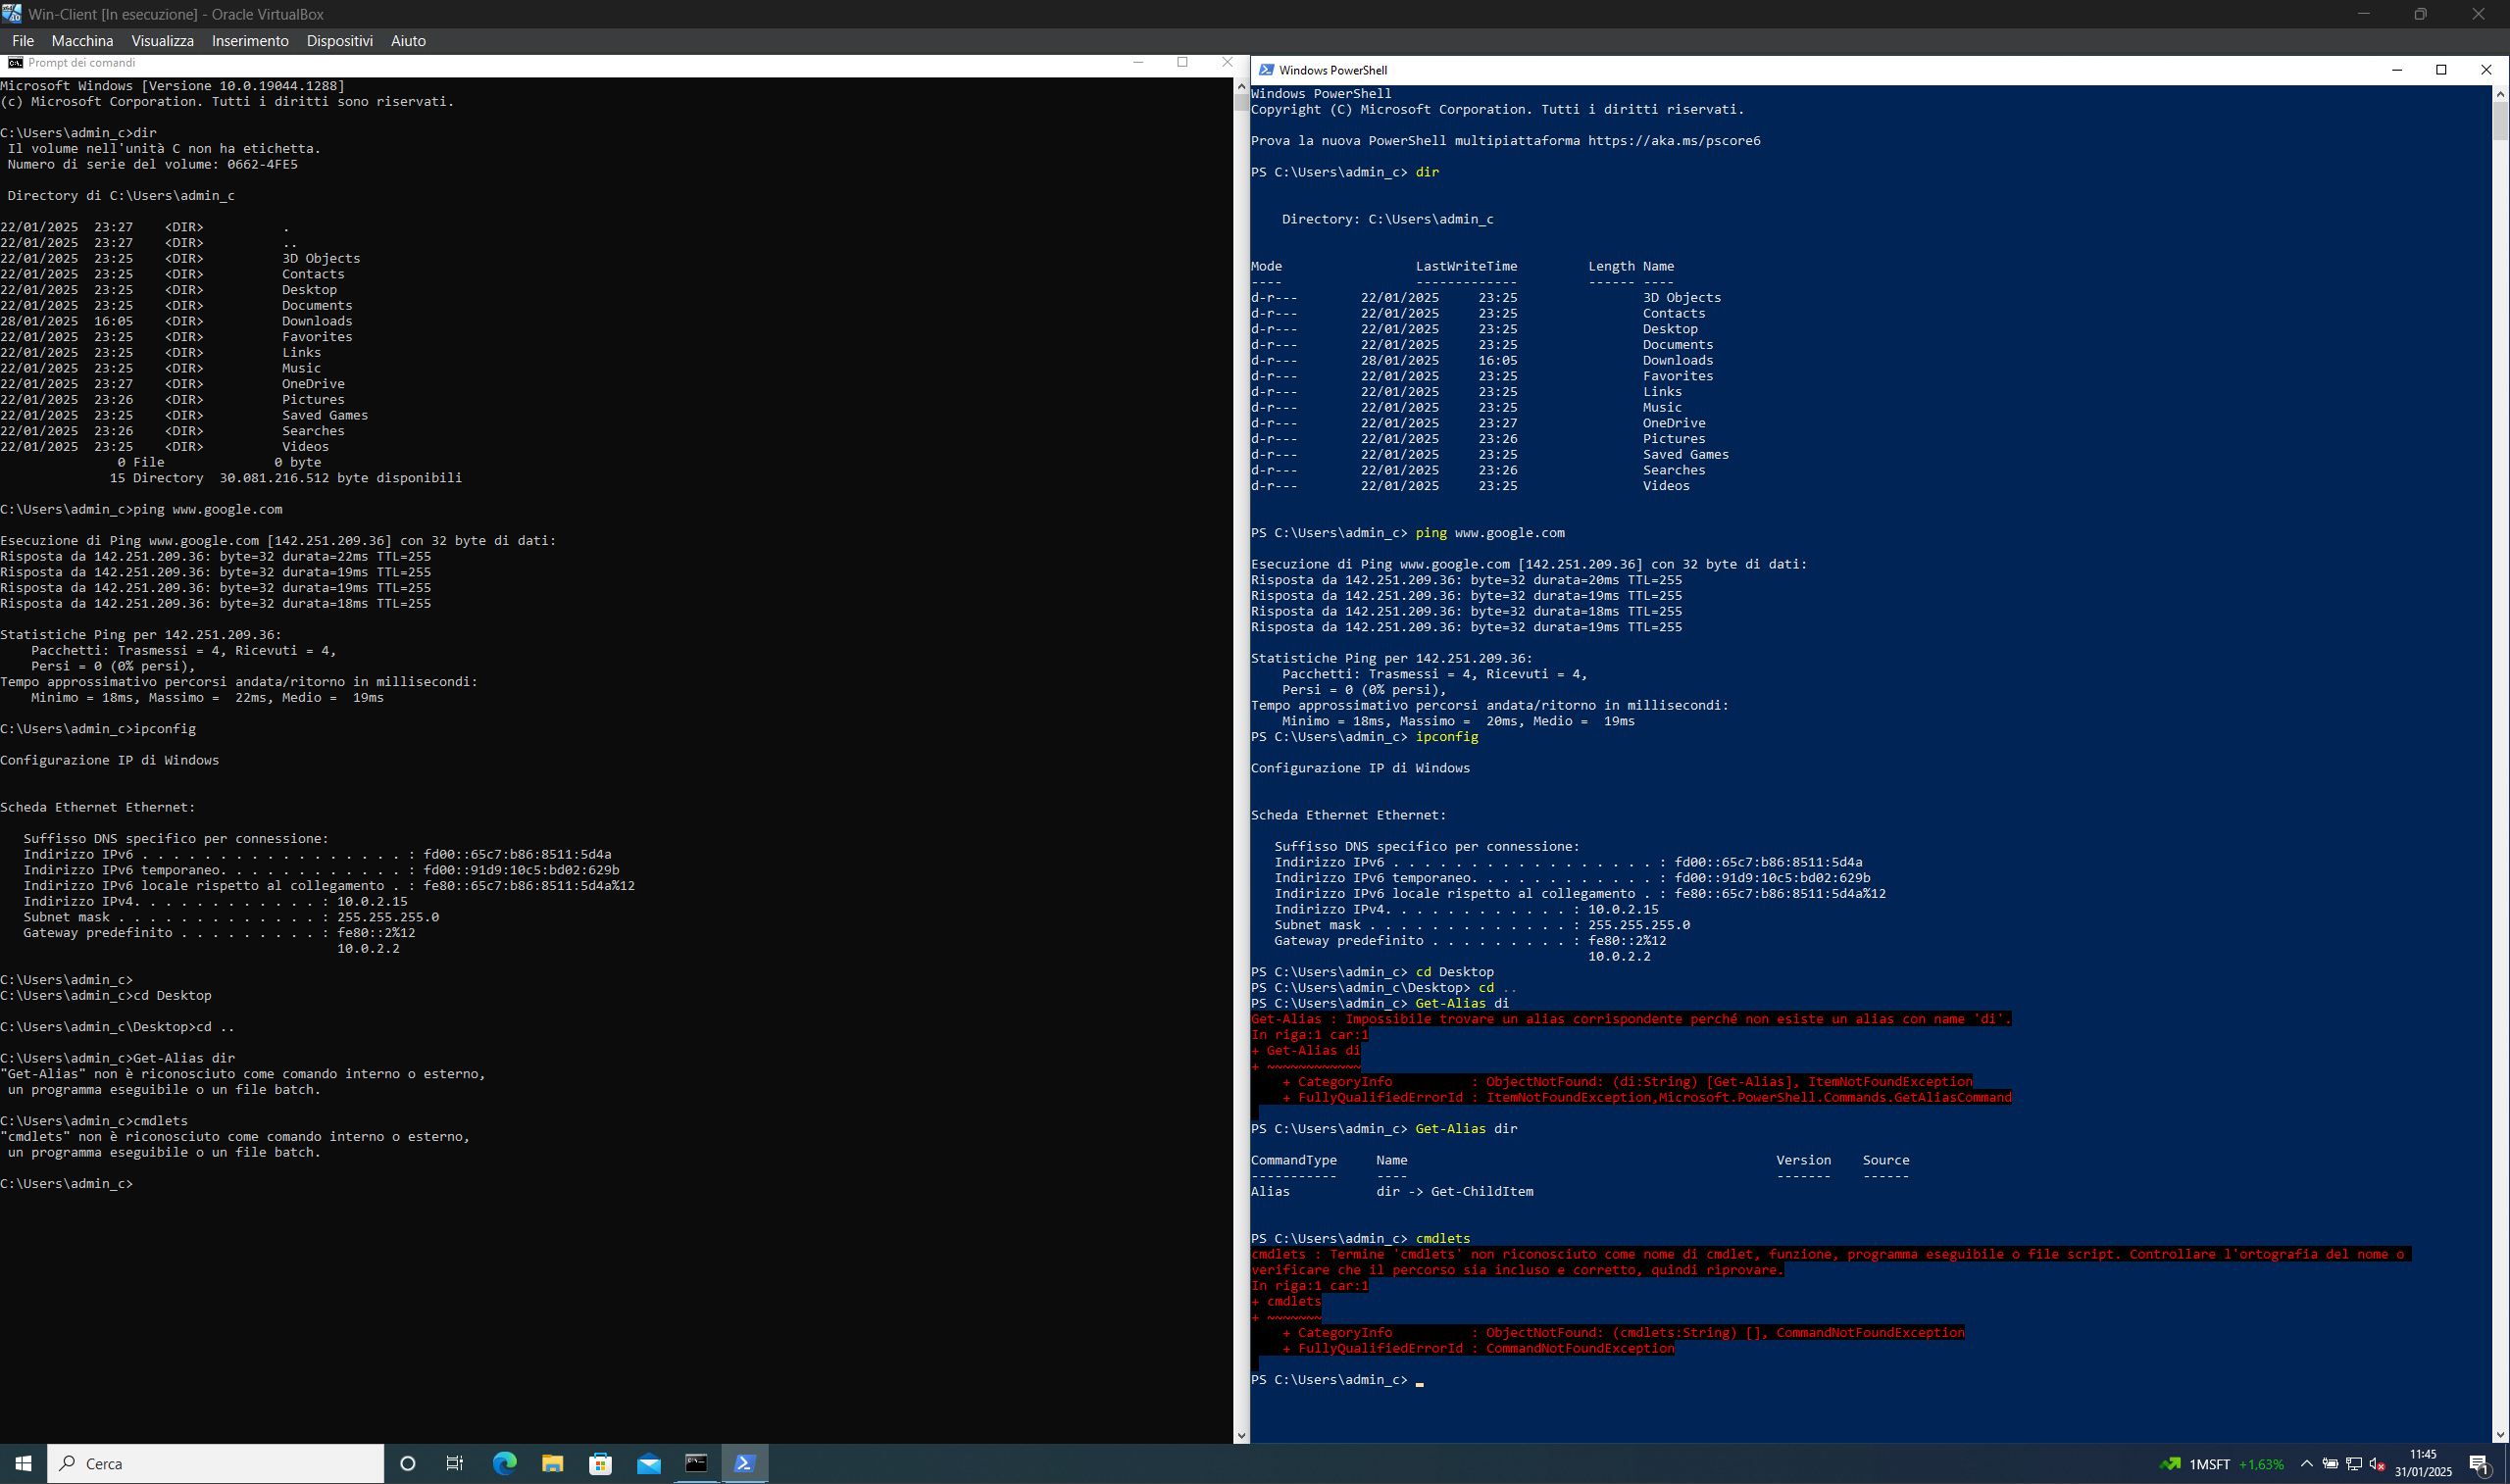 Win-Client [In esecuzione] - Oracle VirtualBox
File Macchina Visualizza Inserimento Dispositivi Aiuto
Prompt dei comandi
Microsoft Windows [Versione 10.0.19044.1288]
(c) Microsoft Corporation. Tutti i diritti sono riservati.
C:\Users\admin_c>dir
Il volume nell'unità C non ha etichetta.
Numero di serie del volume: 0662-4FE5
Directory di C:\Users\admin_c
22/01/2025 23:27 <DIR> .
22/01/2025 23:27 <DIR> ..
22/01/2025 23:25 <DIR> 3D Objects
22/01/2025 23:25 <DIR> Contacts
22/01/2025 23:25 <DIR> Desktop
22/01/2025 23:25 <DIR> Documents
28/01/2025 16:05 <DIR> Downloads
22/01/2025 23:25 <DIR> Favorites
22/01/2025 23:25 <DIR> Links
22/01/2025 23:25 <DIR> Music
22/01/2025 23:27 <DIR> OneDrive
22/01/2025 23:26 <DIR> Pictures
22/01/2025 23:25 <DIR> Saved Games
22/01/2025 23:26 <DIR> Searches
22/01/2025 23:25 <DIR> Videos
0 File 0 byte
15 Directory 30.081.216.512 byte disponibili
C:\Users\admin_c>ping www.google.com
Esecuzione di Ping www.google.com [142.251.209.36] con 32 byte di dati:
Risposta da 142.251.209.36: byte=32 durata=22ms TTL=255
Risposta da 142.251.209.36: byte=32 durata=19ms TTL=255
Risposta da 142.251.209.36: byte=32 durata=19ms TTL=255
Risposta da 142.251.209.36: byte=32 durata=18ms TTL=255
Statistiche Ping per 142.251.209.36:
Pacchetti: Trasmessi = 4, Ricevuti = 4,
Persi = 0 (0% persi),
Tempo approssimativo percorsi andata/ritorno in millisecondi:
Minimo = 18ms, Massimo = 22ms, Medio = 19ms
C:\Users\admin_c>ipconfig
Configurazione IP di Windows
Scheda Ethernet Ethernet:
Suffisso DNS specifico per connessione:
Indirizzo IPv6 . . . . . . . . . . . . . . . . . : fd00::65c7:b86:8511:5d4a
Indirizzo IPv6 temporaneo. . . . . . . . . . . . : fd00::91d9:10c5:bd02:629b
Indirizzo IPv6 locale rispetto al collegamento . : fe80::65c7:b86:8511:5d4a%12
Indirizzo IPv4. . . . . . . . . . . . : 10.0.2.15
Subnet mask . . . . . . . . . . . . . : 255.255.255.0
Gateway predefinito . . . . . . . . . : fe80::2%12
10.0.2.2
C:\Users\admin_c>
C:\Users\admin_c>cd Desktop
C:\Users\admin_c\Desktop>cd ..
C:\Users\admin_c>Get-Alias dir
"Get-Alias" non è riconosciuto come comando interno o esterno,
un programma eseguibile o un file batch.
C:\Users\admin_c>cmdlets
"cmdlets" non è riconosciuto come comando interno o esterno,
un programma eseguibile o un file batch.
C:\Users\admin_c>
Windows PowerShell
Windows PowerShell
Copyright (C) Microsoft Corporation. Tutti i diritti riservati.
Prova la nuova PowerShell multipiattaforma https://aka.ms/pscore6
PS C:\Users\admin_c> dir
Directory: C:\Users\admin_c
Mode LastWriteTime Length Name
---- ------------- ------ ----
d-r--- 22/01/2025 23:25 3D Objects
d-r--- 22/01/2025 23:25 Contacts
d-r--- 22/01/2025 23:25 Desktop
d-r--- 22/01/2025 23:25 Documents
d-r--- 28/01/2025 16:05 Downloads
d-r--- 22/01/2025 23:25 Favorites
d-r--- 22/01/2025 23:25 Links
d-r--- 22/01/2025 23:25 Music
d-r--- 22/01/2025 23:27 OneDrive
d-r--- 22/01/2025 23:26 Pictures
d-r--- 22/01/2025 23:25 Saved Games
d-r--- 22/01/2025 23:26 Searches
d-r--- 22/01/2025 23:25 Videos
PS C:\Users\admin_c> ping www.google.com
Esecuzione di Ping www.google.com [142.251.209.36] con 32 byte di dati:
Risposta da 142.251.209.36: byte=32 durata=20ms TTL=255
Risposta da 142.251.209.36: byte=32 durata=19ms TTL=255
Risposta da 142.251.209.36: byte=32 durata=18ms TTL=255
Risposta da 142.251.209.36: byte=32 durata=19ms TTL=255
Statistiche Ping per 142.251.209.36:
Pacchetti: Trasmessi = 4, Ricevuti = 4,
Persi = 0 (0% persi),
Tempo approssimativo percorsi andata/ritorno in millisecondi:
Minimo = 18ms, Massimo = 20ms, Medio = 19ms
PS C:\Users\admin_c> ipconfig
Configurazione IP di Windows
Scheda Ethernet Ethernet:
Suffisso DNS specifico per connessione:
Indirizzo IPv6 . . . . . . . . . . . . . . . . . : fd00::65c7:b86:8511:5d4a
Indirizzo IPv6 temporaneo. . . . . . . . . . . . : fd00::91d9:10c5:bd02:629b
Indirizzo IPv6 locale rispetto al collegamento . : fe80::65c7:b86:8511:5d4a%12
Indirizzo IPv4. . . . . . . . . . . . : 10.0.2.15
Subnet mask . . . . . . . . . . . . . : 255.255.255.0
Gateway predefinito . . . . . . . . . : fe80::2%12
10.0.2.2
PS C:\Users\admin_c> cd Desktop
PS C:\Users\admin_c\Desktop> cd ..
PS C:\Users\admin_c> Get-Alias di
Get-Alias : Impossibile trovare un alias corrispondente perché non esiste un alias con name 'di'.
In riga:1 car:1
+ Get-Alias di
+ ~~~~~~~~~~~~
+ CategoryInfo : ObjectNotFound: (di:String) [Get-Alias], ItemNotFoundException
+ FullyQualifiedErrorId : ItemNotFoundException,Microsoft.PowerShell.Commands.GetAliasCommand
PS C:\Users\admin_c> Get-Alias dir
CommandType Name Version Source
----------- ---- ------- ------
Alias dir -> Get-ChildItem
PS C:\Users\admin_c> cmdlets
cmdlets : Termine 'cmdlets' non riconosciuto come nome di cmdlet, funzione, programma eseguibile o file script. Controllare l'ortografia del nome o
verificare che il percorso sia incluso e corretto, quindi riprovare.
In riga:1 car:1
+ cmdlets
+ ~~~~~~~
+ CategoryInfo : ObjectNotFound: (cmdlets:String) [], CommandNotFoundException
+ FullyQualifiedErrorId : CommandNotFoundException
PS C:\Users\admin_c>
Cerca
1MSFT +1,63%
11:45
31/01/2025
1